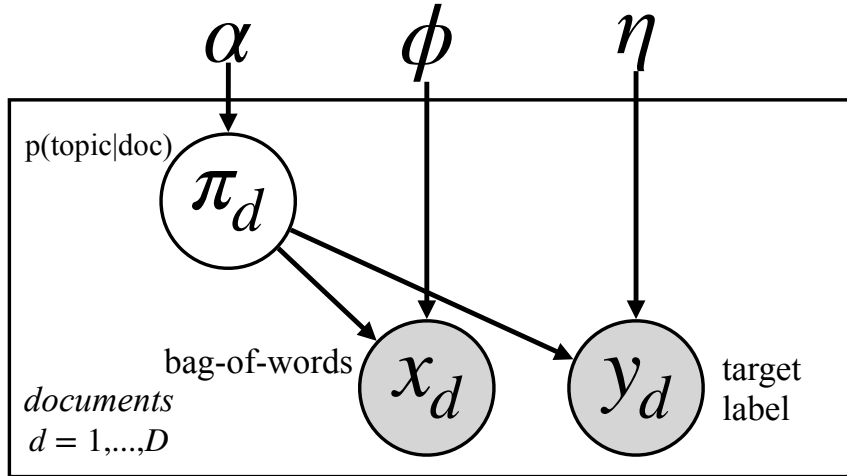 α ϕ η
p(topic|doc)
π_d
bag-of-words
x_d y_d
target
label
documents
d = 1,...,D